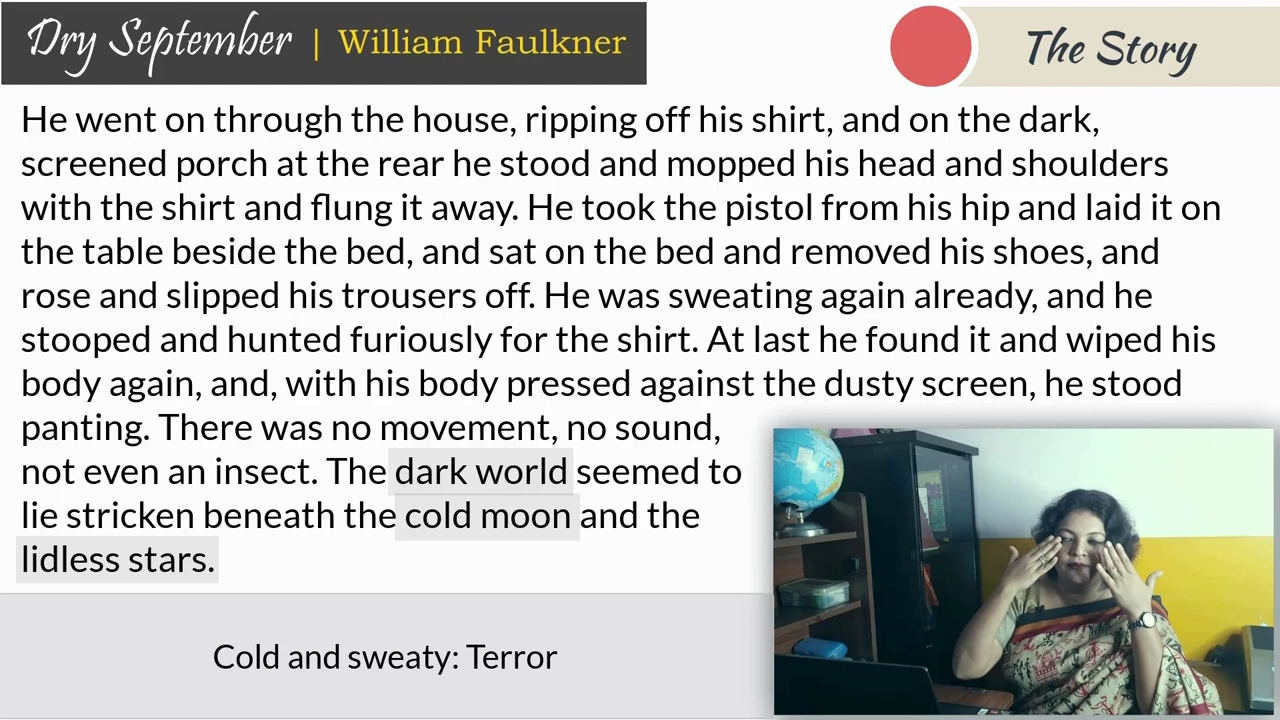 Dry September | William Faulkner
The Story
He went on through the house, ripping off his shirt, and on the dark,
screened porch at the rear he stood and mopped his head and shoulders
with the shirt and flung it away. He took the pistol from his hip and laid it on
the table beside the bed, and sat on the bed and removed his shoes, and
rose and slipped his trousers off. He was sweating again already, and he
stooped and hunted furiously for the shirt. At last he found it and wiped his
body again, and, with his body pressed against the dusty screen, he stood
panting. There was no movement, no sound,
not even an insect. The dark world seemed to
lie stricken beneath the cold moon and the
lidless stars.
Cold and sweaty: Terror